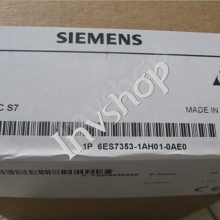 SIEMENS
C S7
MADE IN
1P 6ES7353-1AH01-0AE0
Invshop